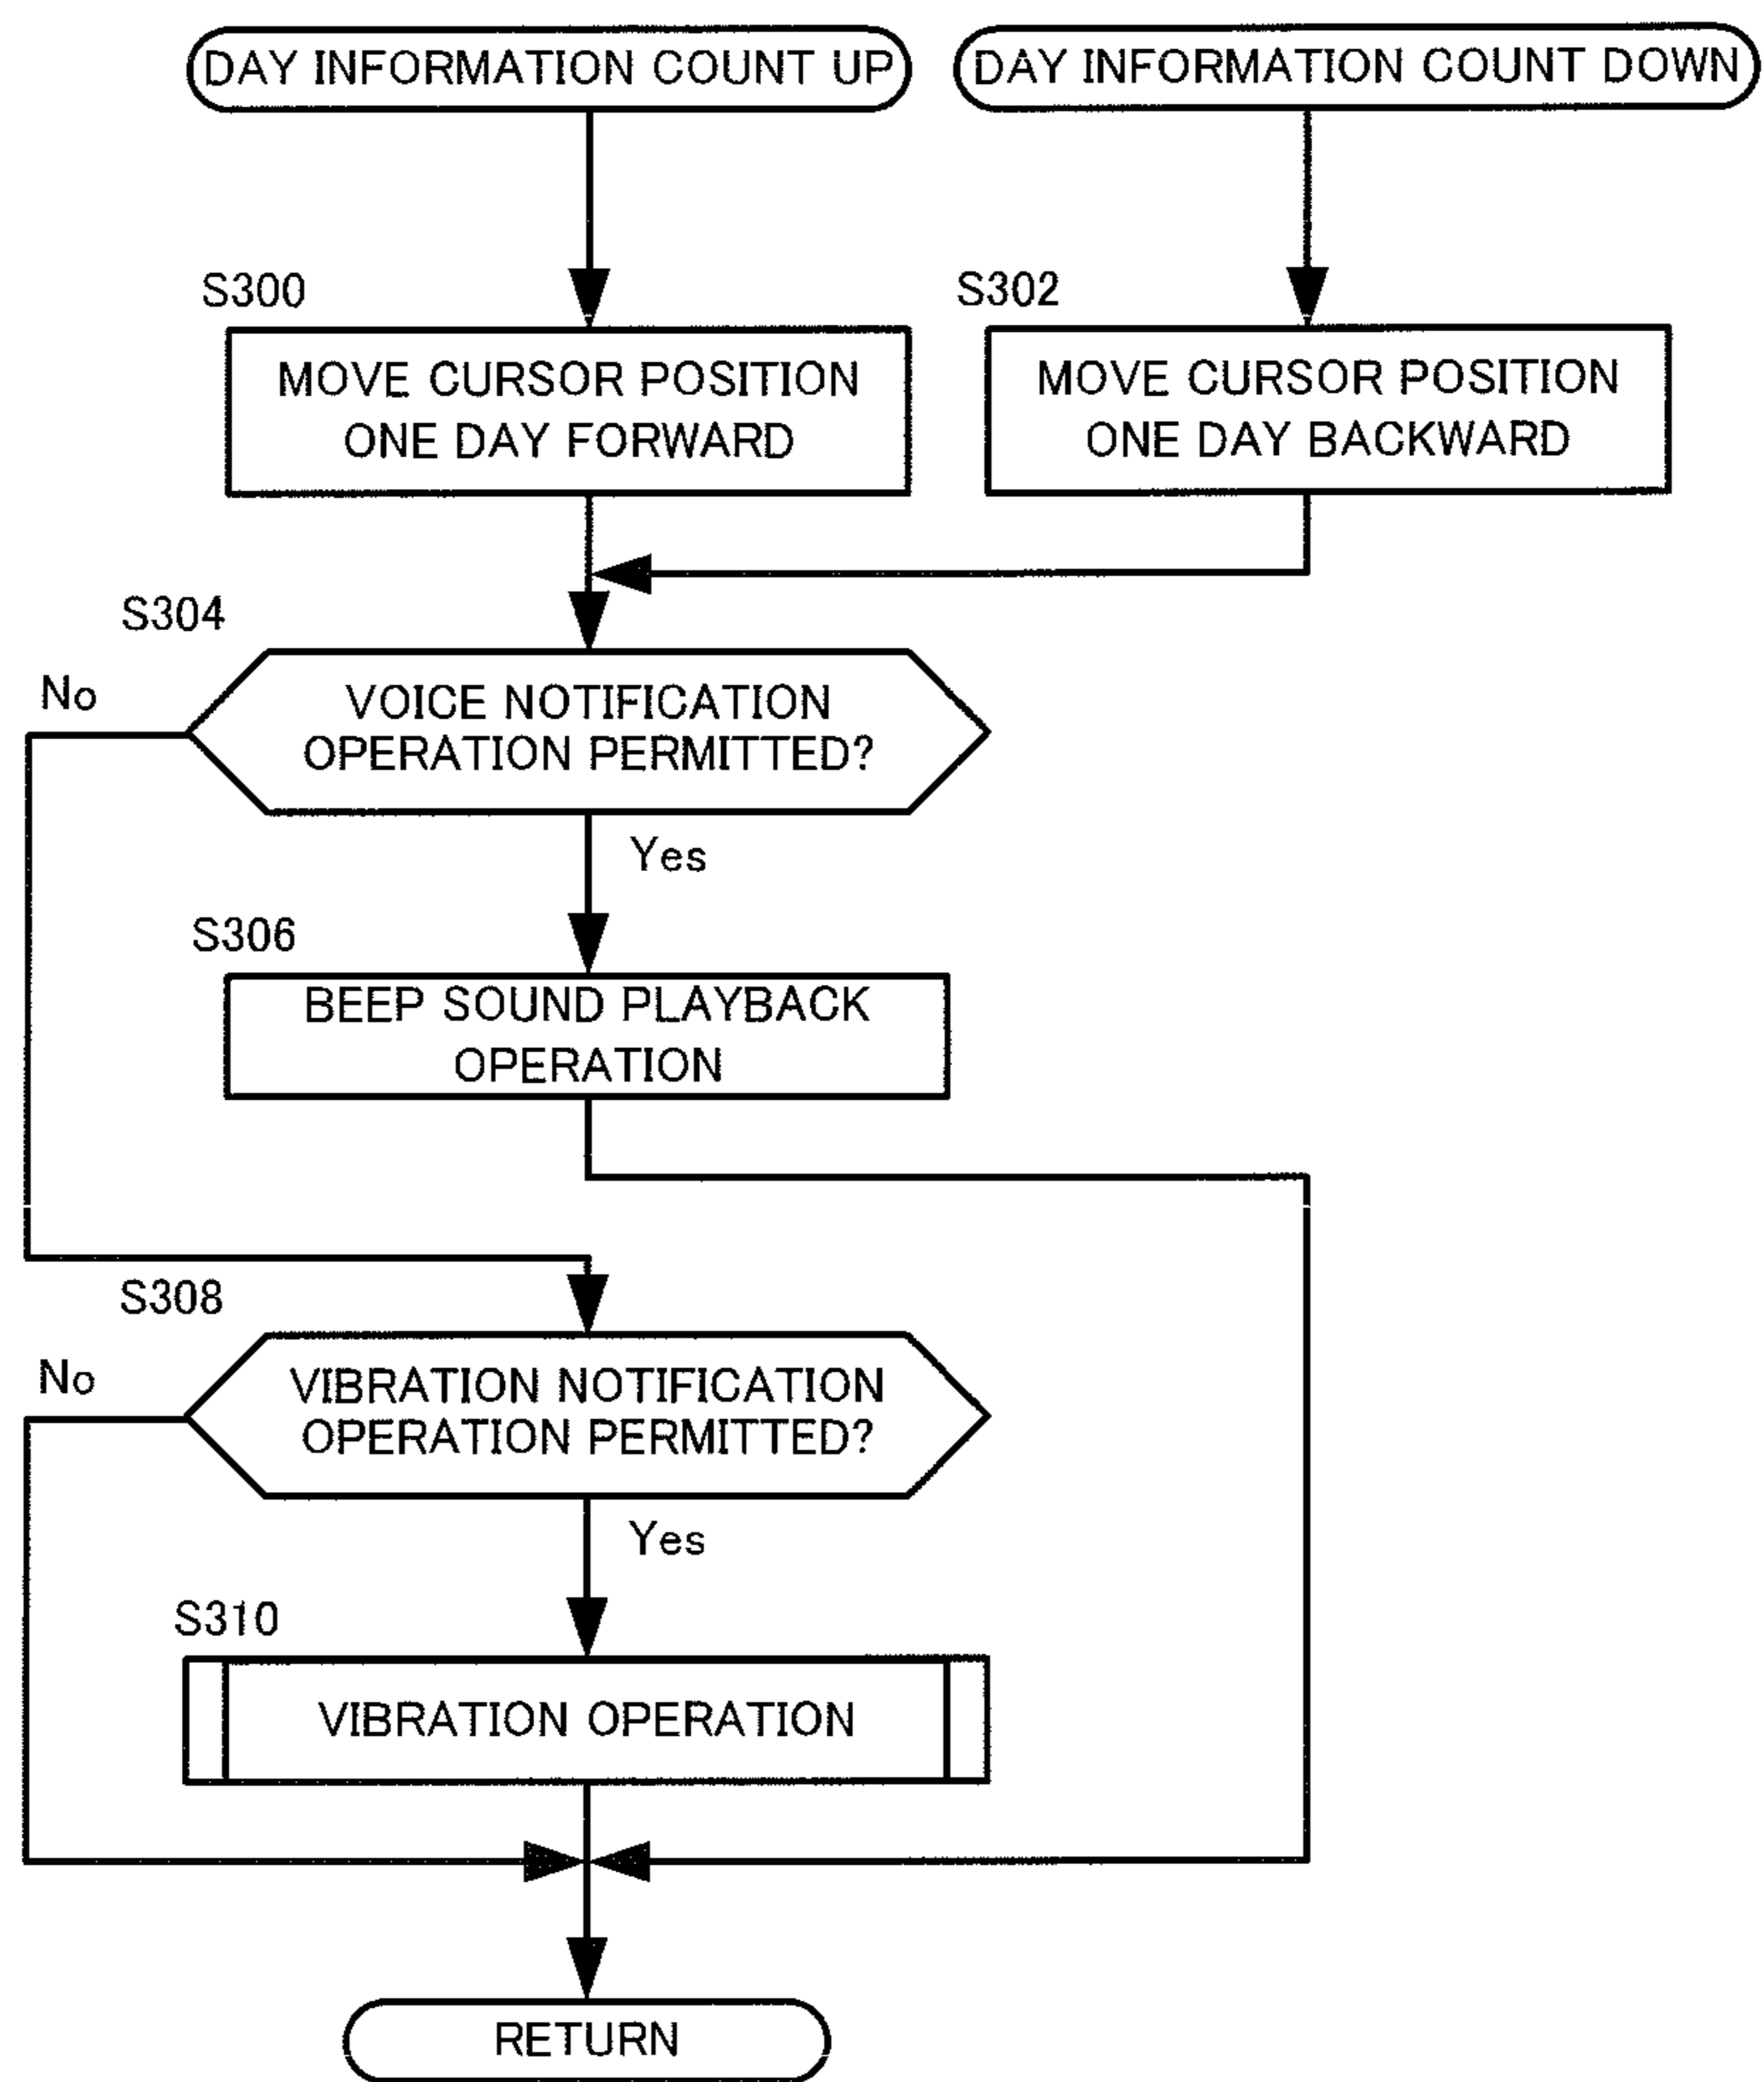 DAY INFORMATION COUNT UP
DAY INFORMATION COUNT DOWN
S300
MOVE CURSOR POSITION
ONE DAY FORWARD
S302
MOVE CURSOR POSITION
ONE DAY BACKWARD
S304
No
VOICE NOTIFICATION
OPERATION PERMITTED?
Yes
S306
BEEP SOUND PLAYBACK
OPERATION
S308
No
VIBRATION NOTIFICATION
OPERATION PERMITTED?
Yes
S310
VIBRATION OPERATION
RETURN